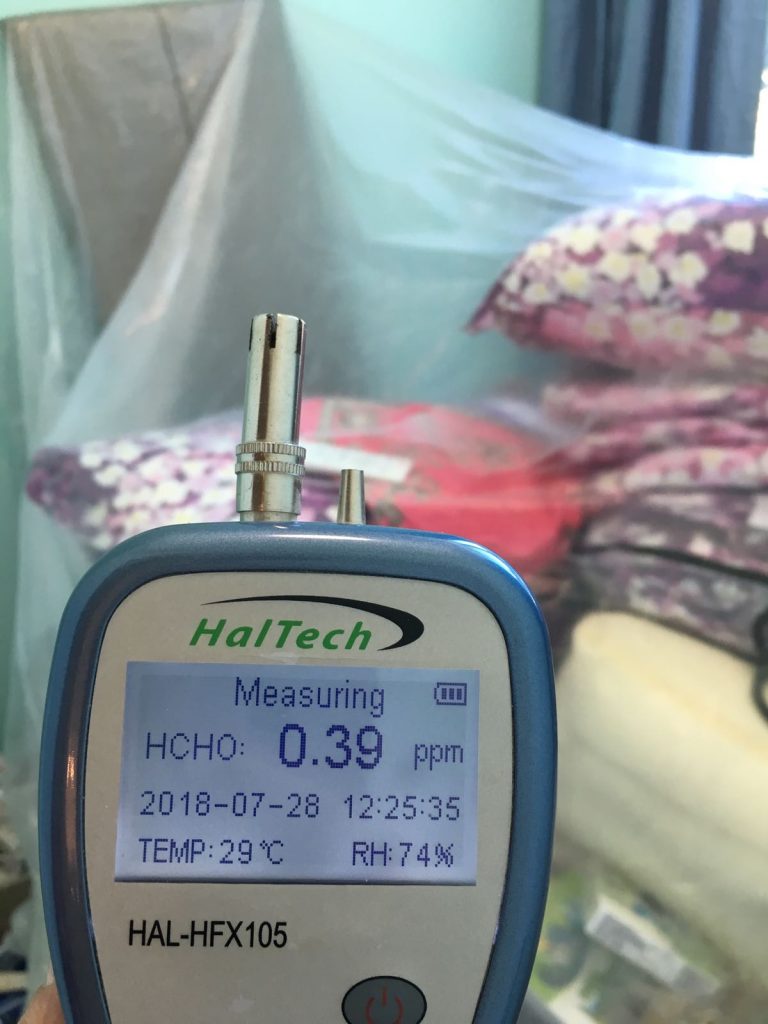 HalTech
Measuring
HCHO: 0.39 ppm
2018-07-28 12:25:35
TEMP: 29℃ RH: 74%
HAL-HFX105